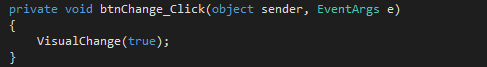 private void btnChange_Click(object sender, EventArgs e)
{
    VisualChange(true);
}